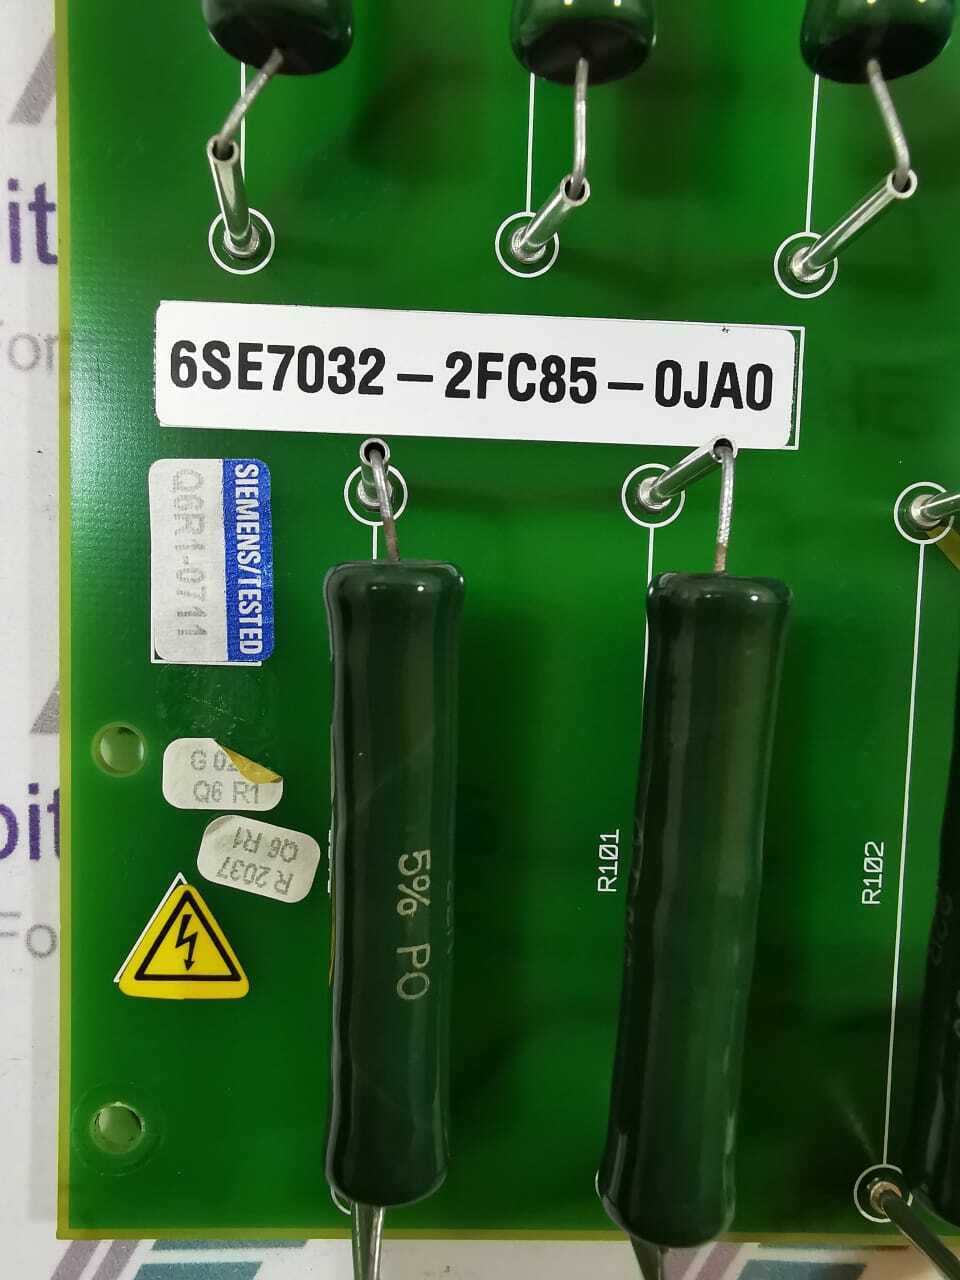 6SE7032-2FC85-0JA0
SIEMENS/TESTED
Q6R1-0711
Q6 R1
R 2037
Q6 R1
5% PO
R101
R102